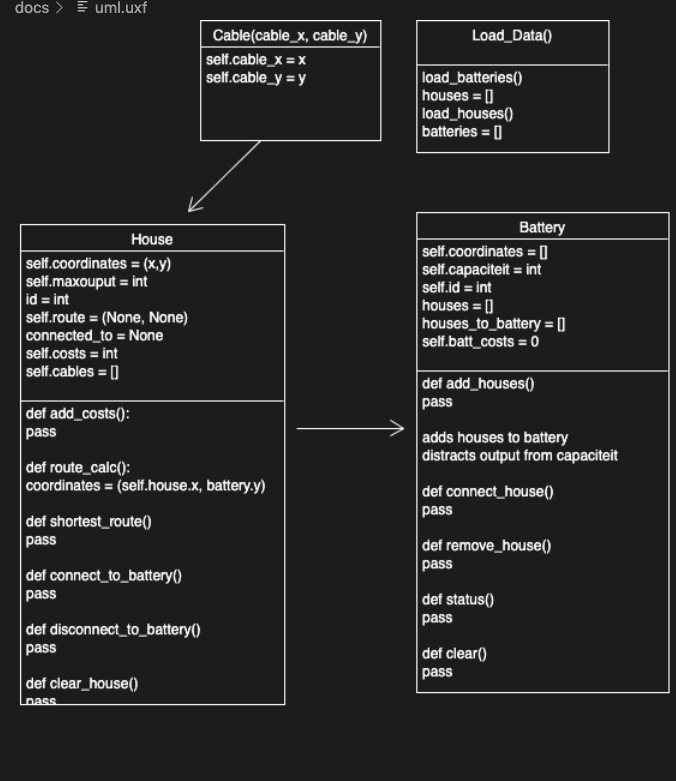 docs > uml.uxf
Cable(cable_x, cable_y)
self.cable_x = x
self.cable_y = y
Load_Data()
load_batteries()
houses = []
load_houses()
batteries = []
House
self.coordinates = (x,y)
self.maxouput = int
id = int
self.route = (None, None)
connected_to = None
self.costs = int
self.cables = []
def add_costs():
pass
def route_calc():
coordinates = (self.house.x, battery.y)
def shortest_route()
pass
def connect_to_battery()
pass
def disconnect_to_battery()
pass
def clear_house()
pass
Battery
self.coordinates = []
self.capaciteit = int
self.id = int
houses = []
houses_to_battery = []
self.batt_costs = 0
def add_houses()
pass
adds houses to battery
distracts output from capaciteit
def connect_house()
pass
def remove_house()
pass
def status()
pass
def clear()
pass